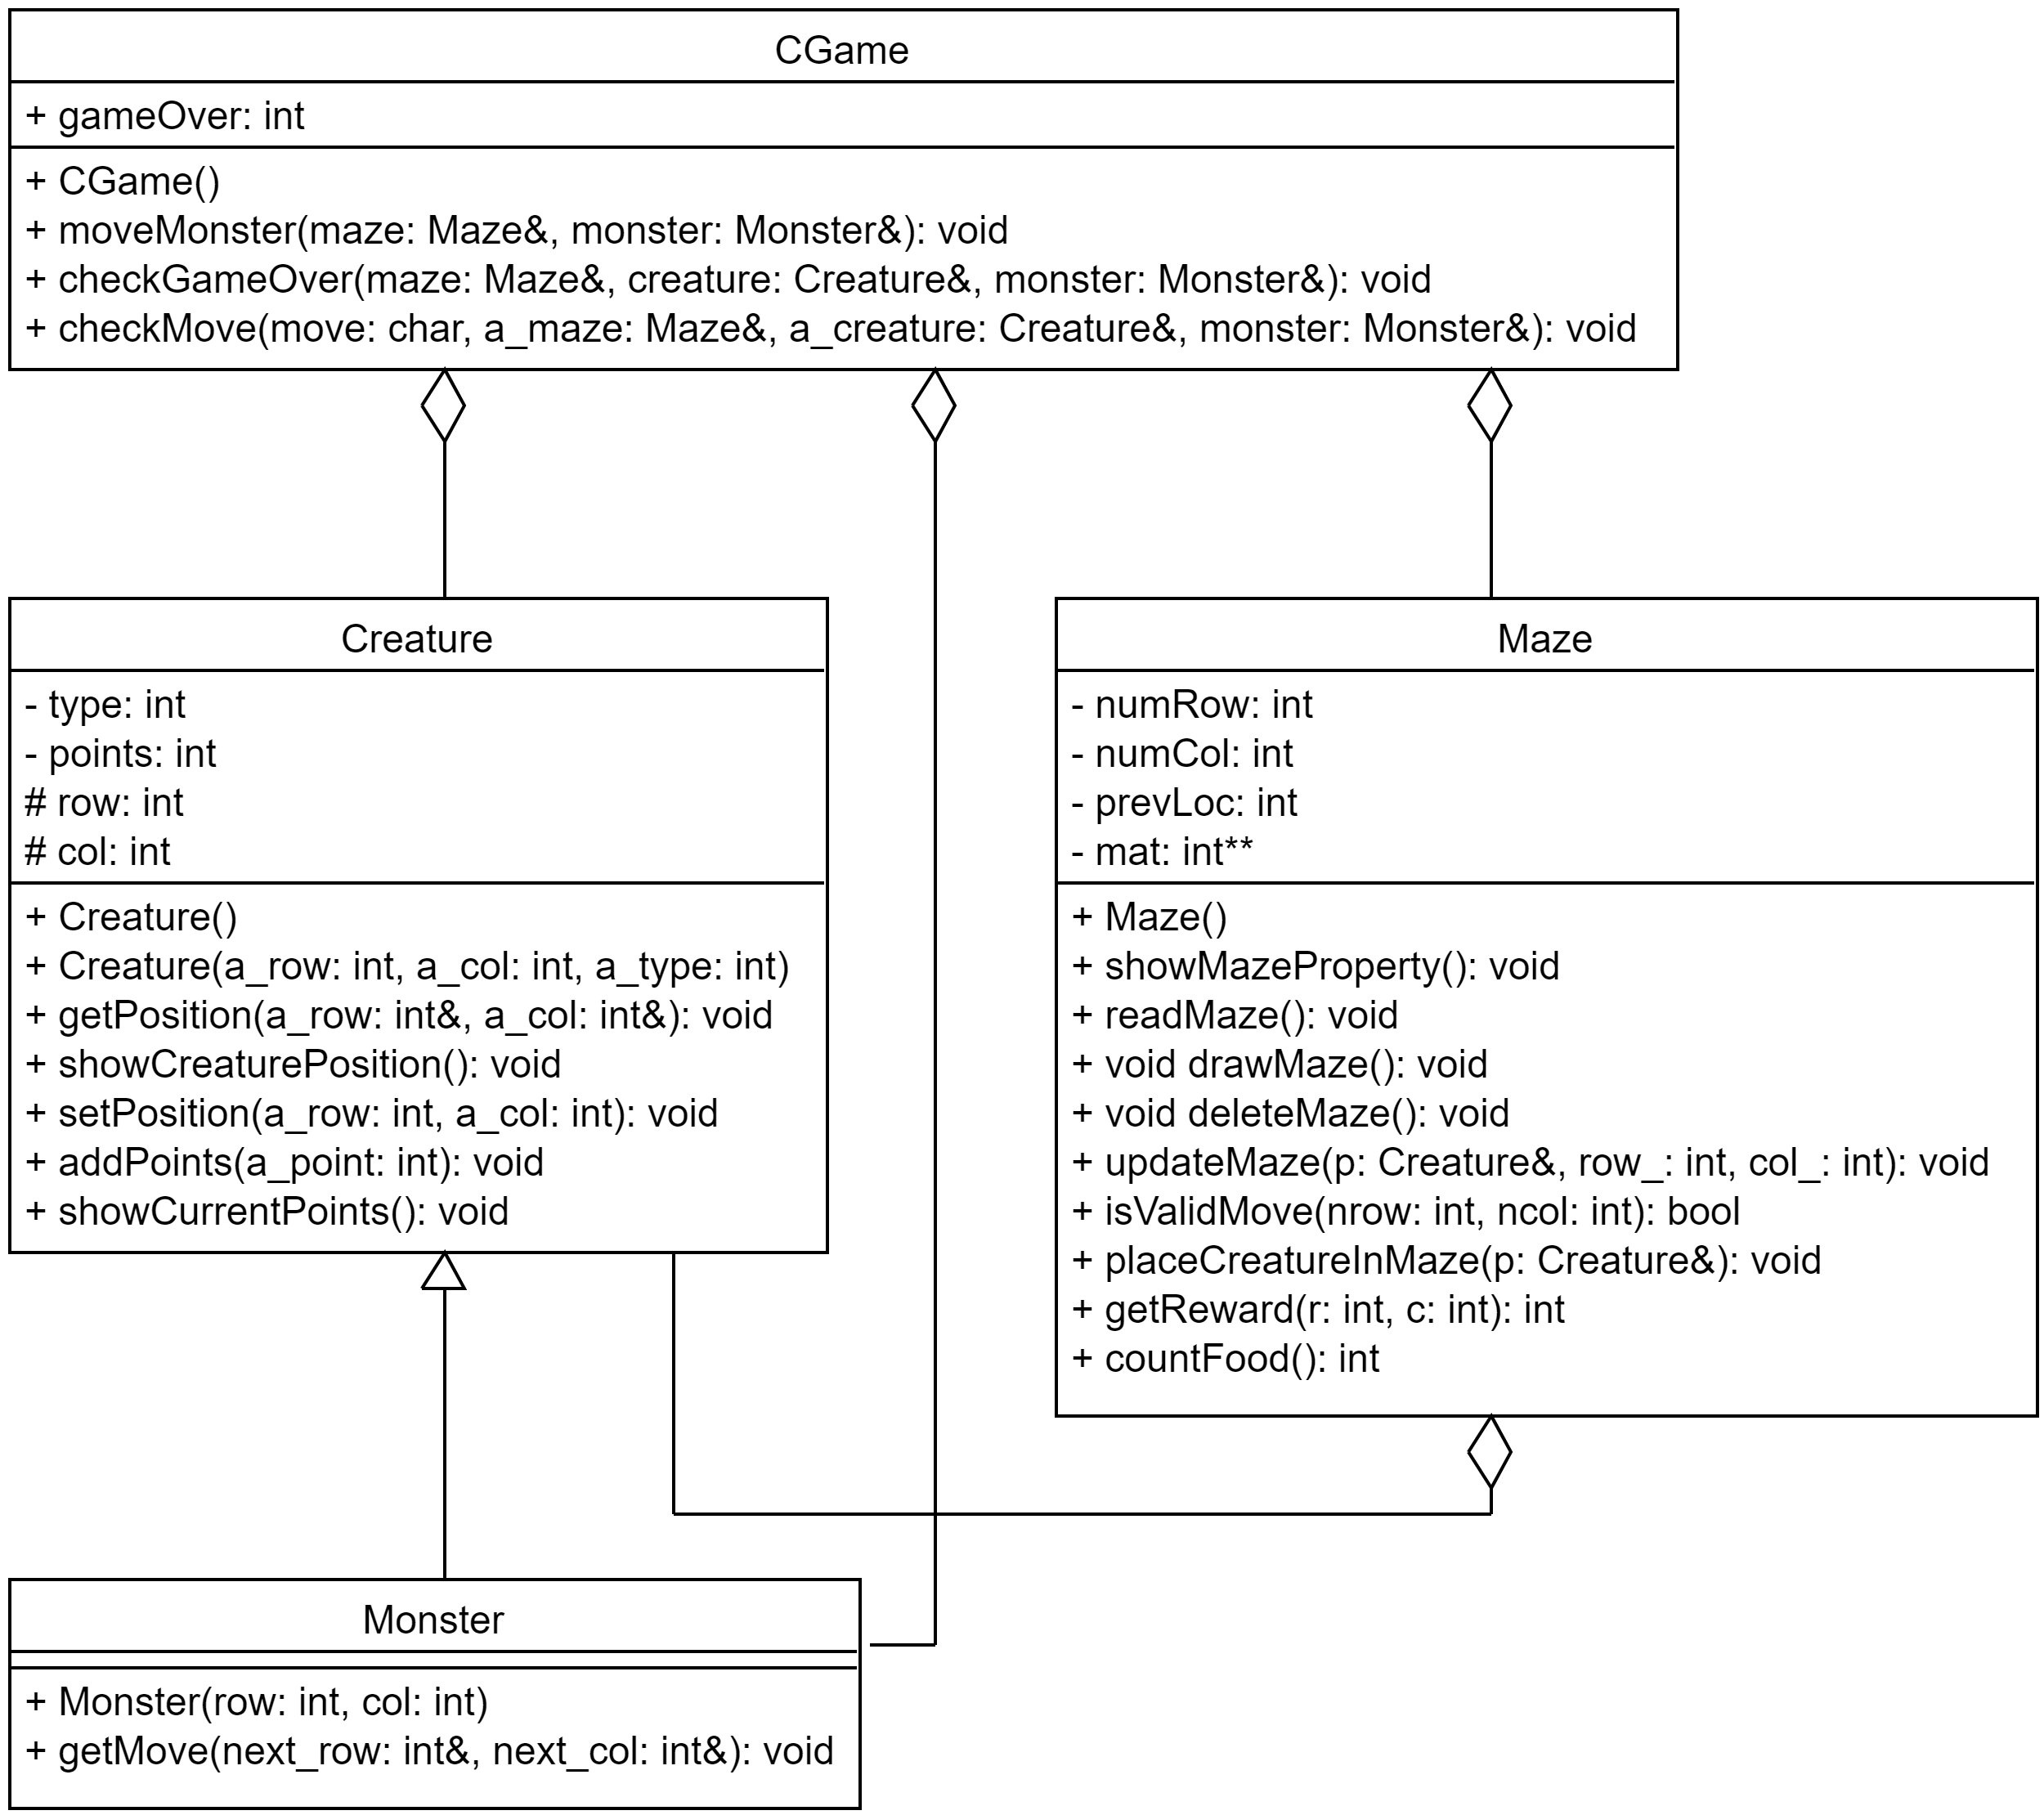 CGame
+ gameOver: int
+ CGame()
+ moveMonster(maze: Maze&, monster: Monster&): void
+ checkGameOver(maze: Maze&, creature: Creature&, monster: Monster&): void
+ checkMove(move: char, a_maze: Maze&, a_creature: Creature&, monster: Monster&): void
Creature
- type: int
- points: int
# row: int
# col: int
+ Creature()
+ Creature(a_row: int, a_col: int, a_type: int)
+ getPosition(a_row: int&, a_col: int&): void
+ showCreaturePosition(): void
+ setPosition(a_row: int, a_col: int): void
+ addPoints(a_point: int): void
+ showCurrentPoints(): void
Maze
- numRow: int
- numCol: int
- prevLoc: int
- mat: int**
+ Maze()
+ showMazeProperty(): void
+ readMaze(): void
+ void drawMaze(): void
+ void deleteMaze(): void
+ updateMaze(p: Creature&, row_: int, col_: int): void
+ isValidMove(nrow: int, ncol: int): bool
+ placeCreatureInMaze(p: Creature&): void
+ getReward(r: int, c: int): int
+ countFood(): int
Monster
+ Monster(row: int, col: int)
+ getMove(next_row: int&, next_col: int&): void